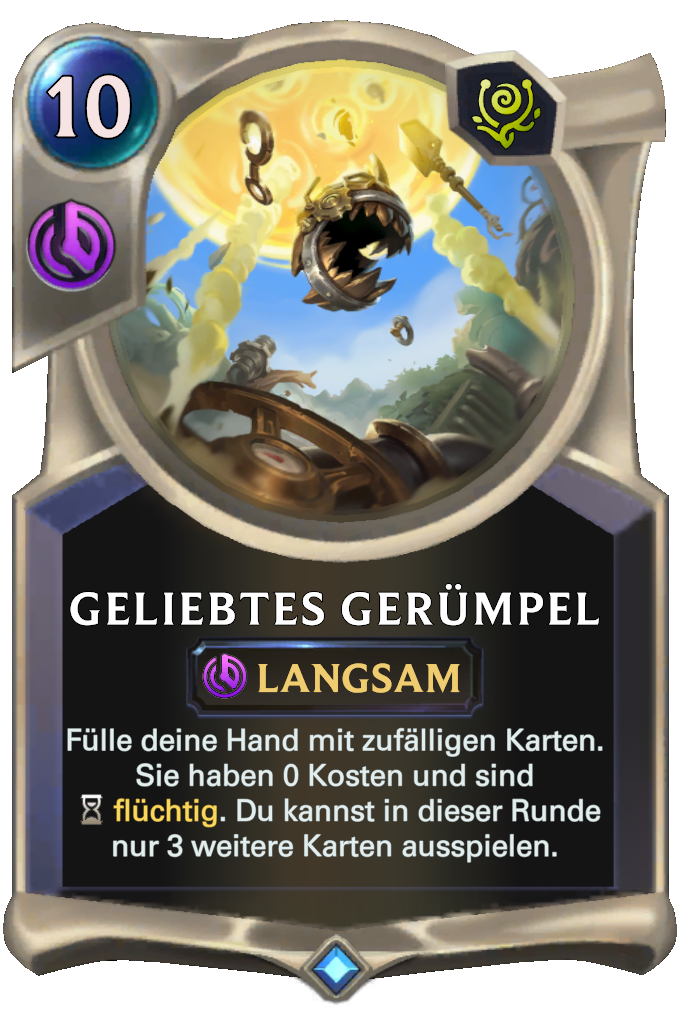 10
GELIEBTES GERÜMPEL
LANGSAM
Fülle deine Hand mit zufälligen Karten.
Sie haben 0 Kosten und sind
flüchtig. Du kannst in dieser Runde
nur 3 weitere Karten ausspielen.